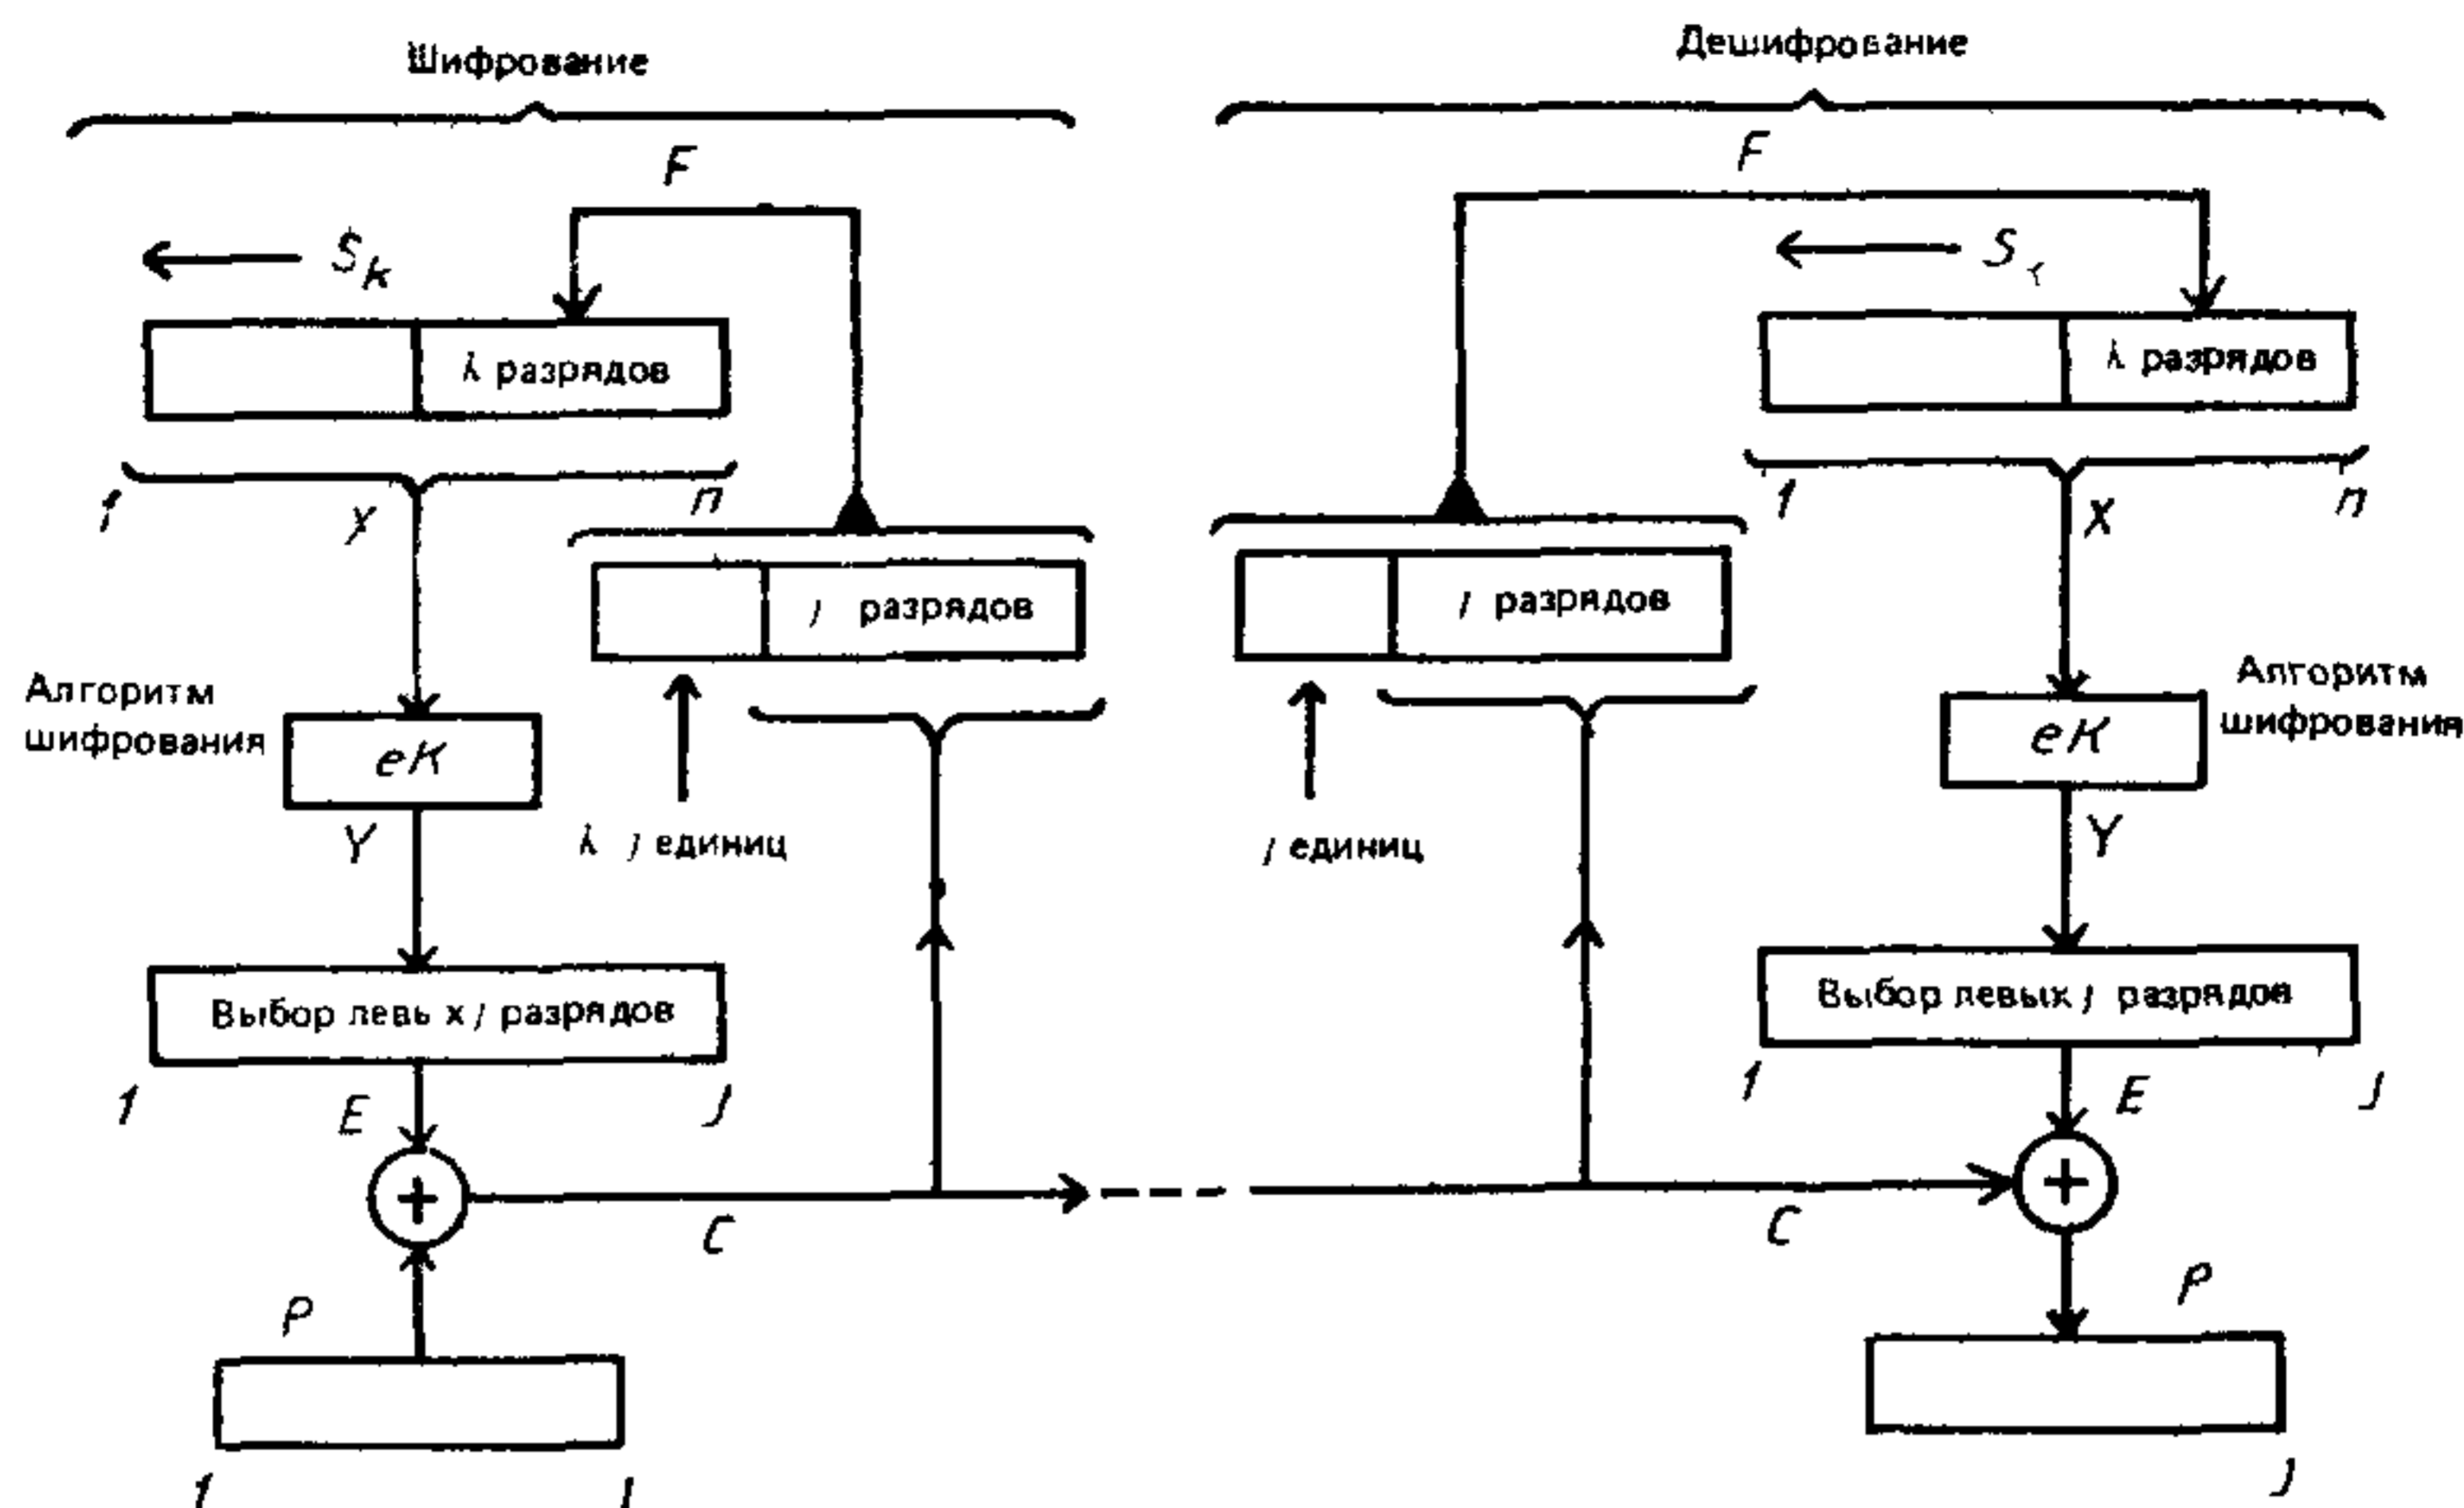 Шифрование
Дешифрование
F
F
S_k
S
k разрядов
k разрядов
1
X
n
1
X
n
j разрядов
j разрядов
Алгоритм
шифрования
Алгоритм
шифрования
eK
eK
Y
k j единиц
j единиц
Y
Выбор левых j разрядов
Выбор левых j разрядов
1
E
j
1
E
j
+
+
C
C
P
P
1
j
j